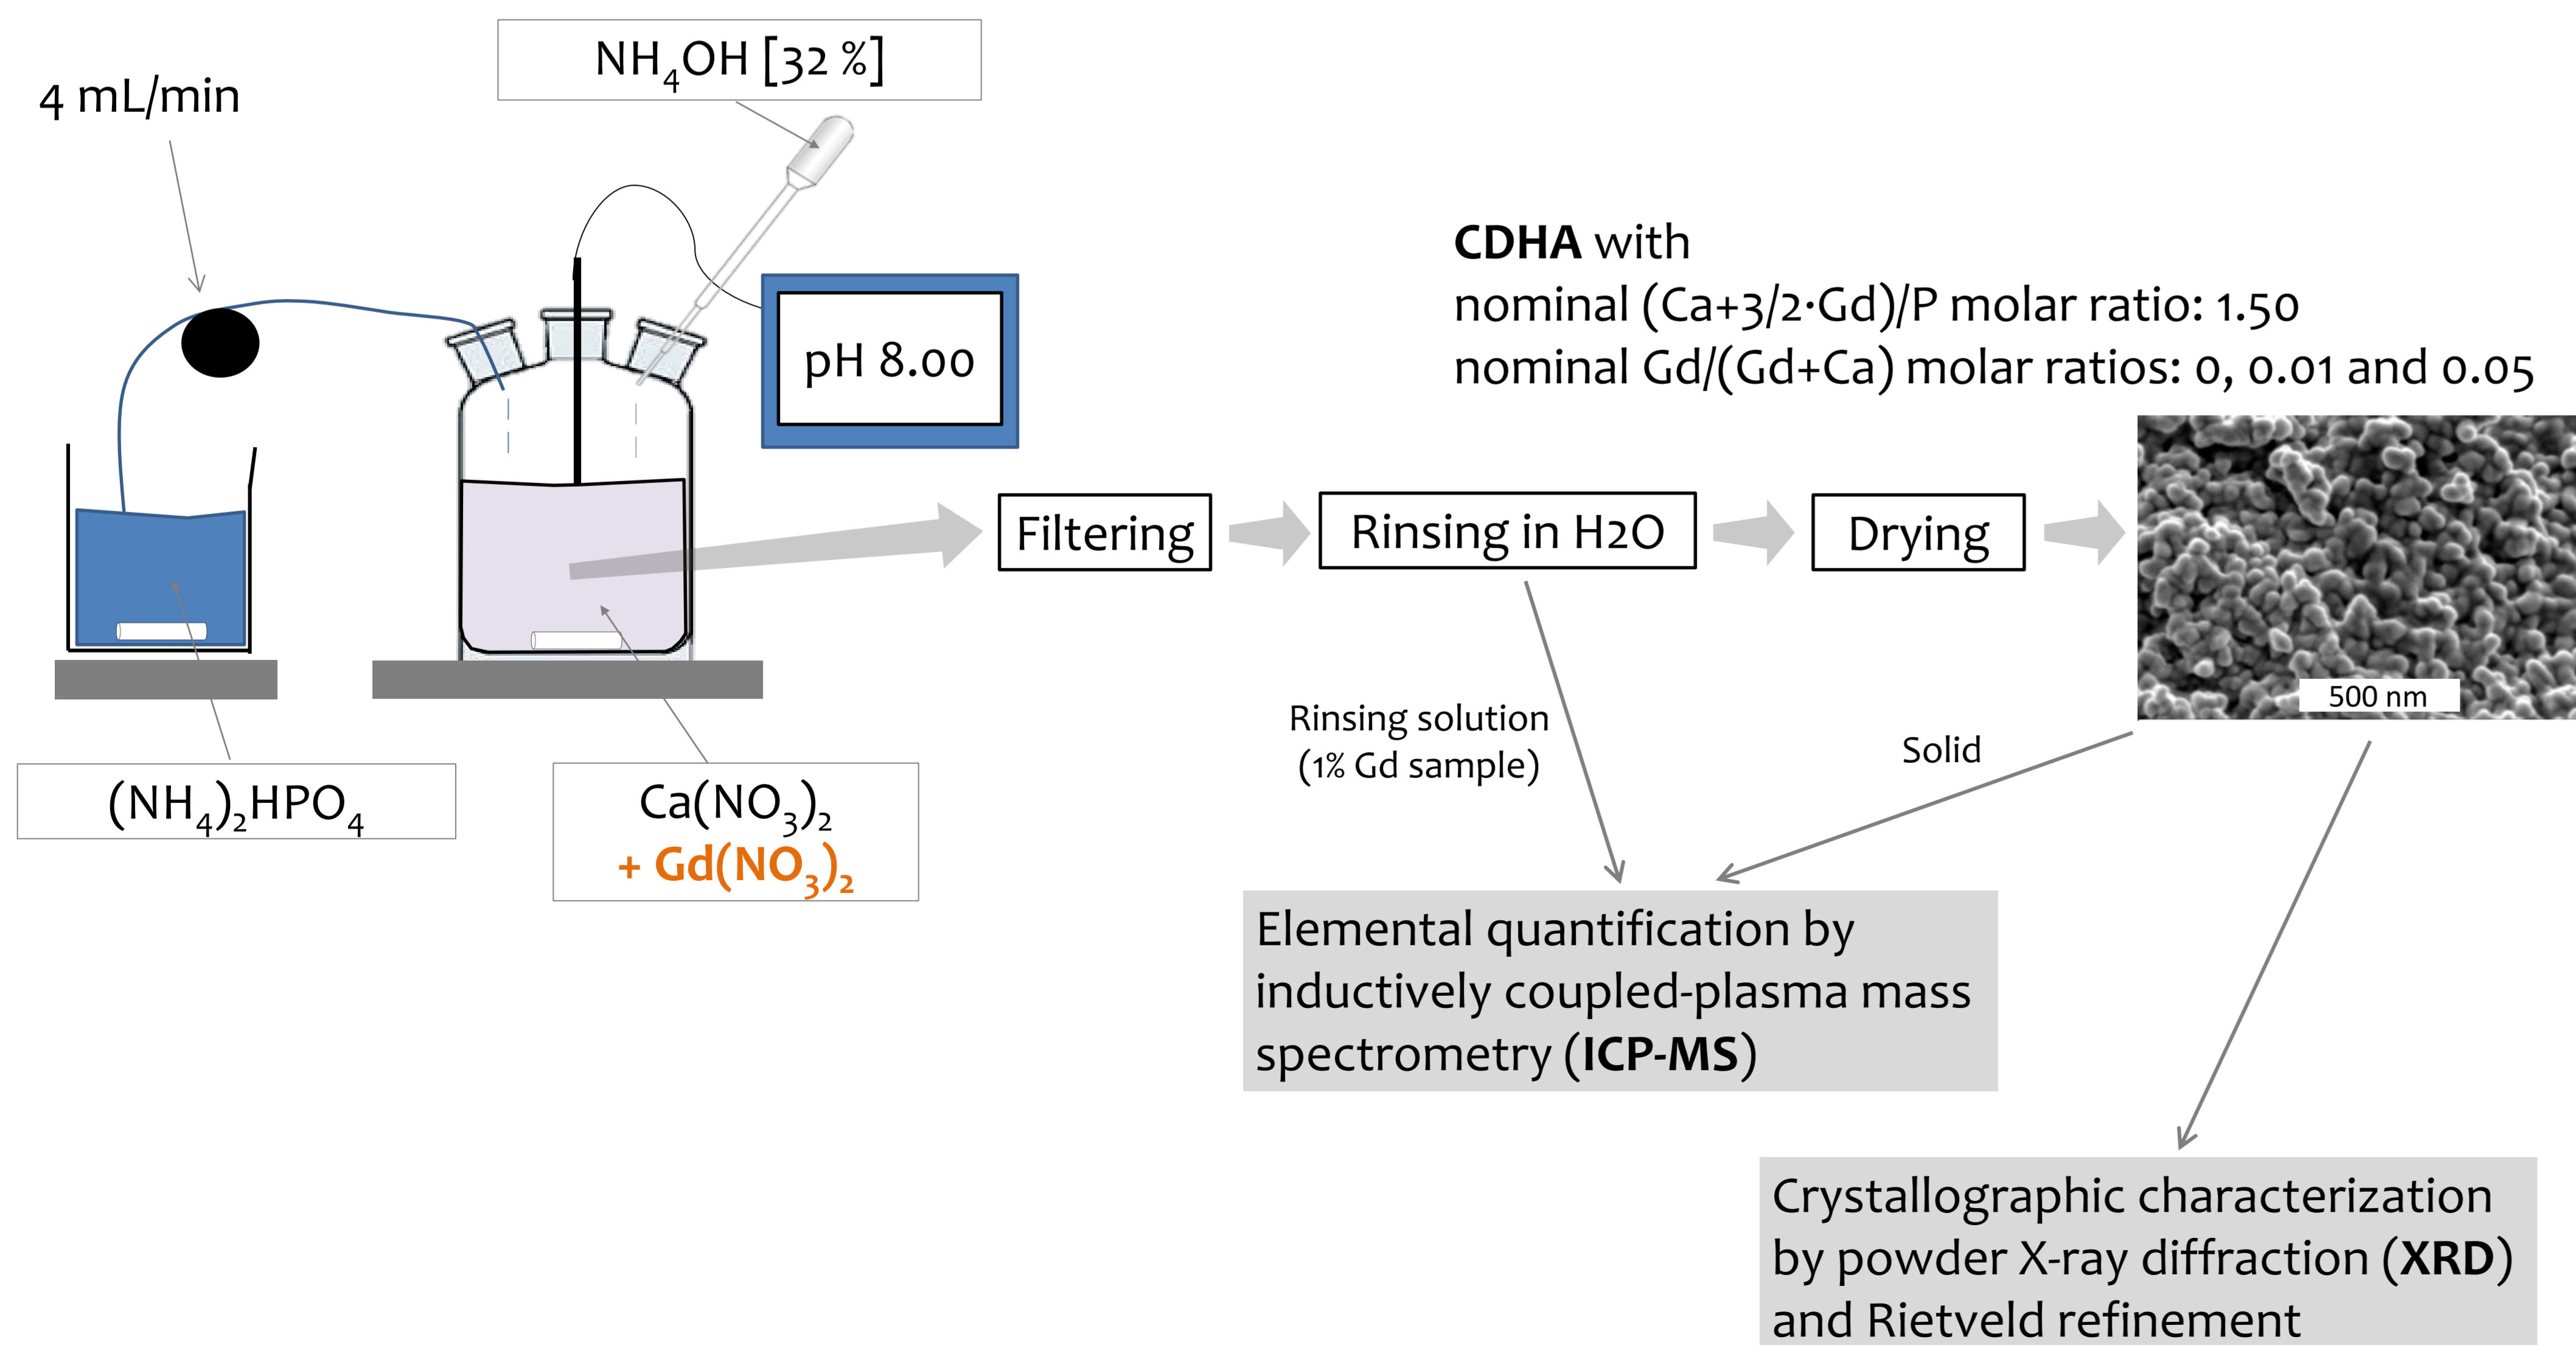 4 mL/min
NH₄OH [32 %]
pH 8.00
(NH₄)₂HPO₄
Ca(NO₃)₂
+ Gd(NO₃)₂
Filtering
Rinsing in H2O
Drying
CDHA with
nominal (Ca+3/2·Gd)/P molar ratio: 1.50
nominal Gd/(Gd+Ca) molar ratios: 0, 0.01 and 0.05
500 nm
Rinsing solution
(1% Gd sample)
Solid
Elemental quantification by
inductively coupled-plasma mass
spectrometry (ICP-MS)
Crystallographic characterization
by powder X-ray diffraction (XRD)
and Rietveld refinement